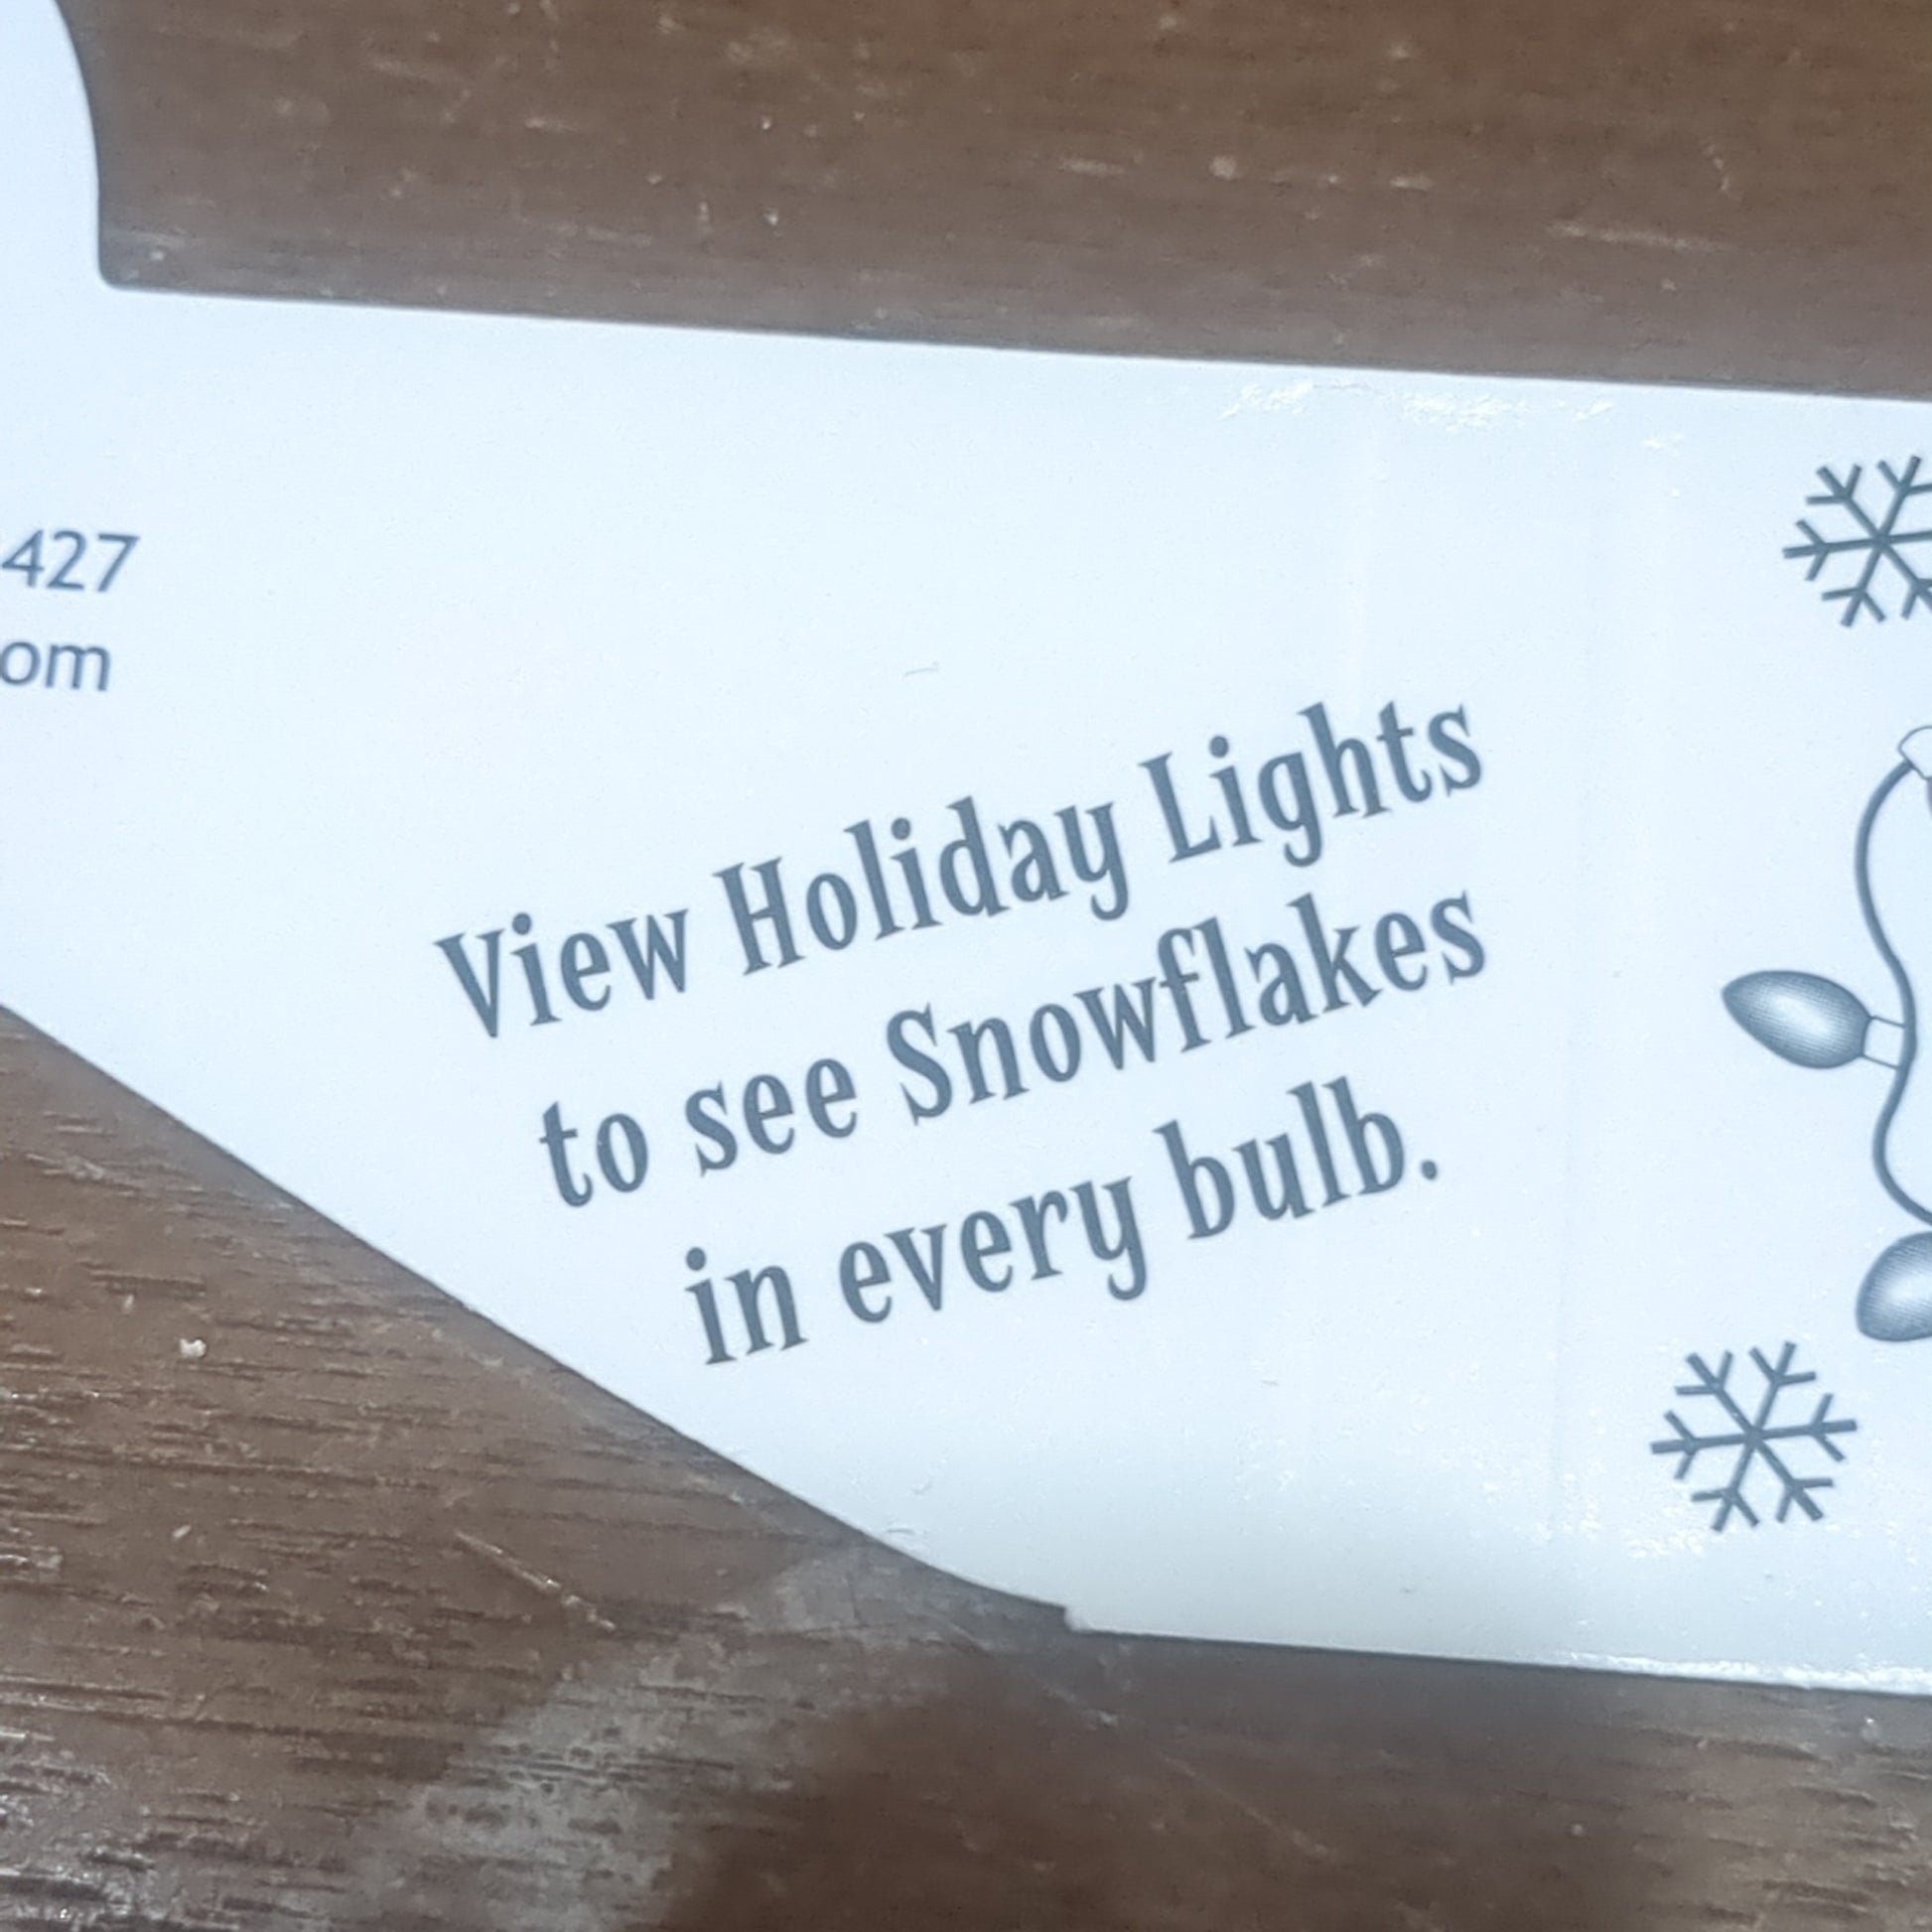 427
om
View Holiday Lights
to see Snowflakes
in every bulb.